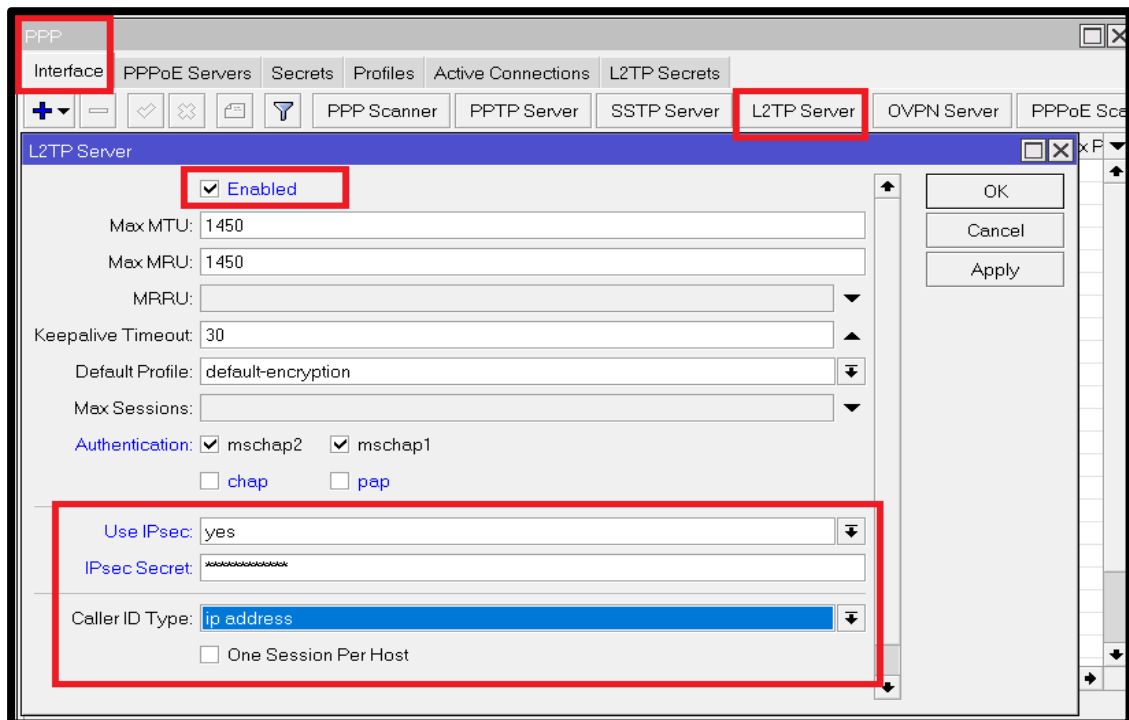 PPP
Interface PPPoE Servers Secrets Profiles Active Connections L2TP Secrets
PPP Scanner PPTP Server SSTP Server L2TP Server OVPN Server PPPoE Sca
L2TP Server
x P
Enabled
OK
Max MTU: 1450
Cancel
Max MRU: 1450
Apply
MRRU:
Keepalive Timeout: 30
Default Profile: default-encryption
Max Sessions:
Authentication: mschap2 mschap1
chap pap
Use IPsec: yes
IPsec Secret: *************
Caller ID Type: ip address
One Session Per Host